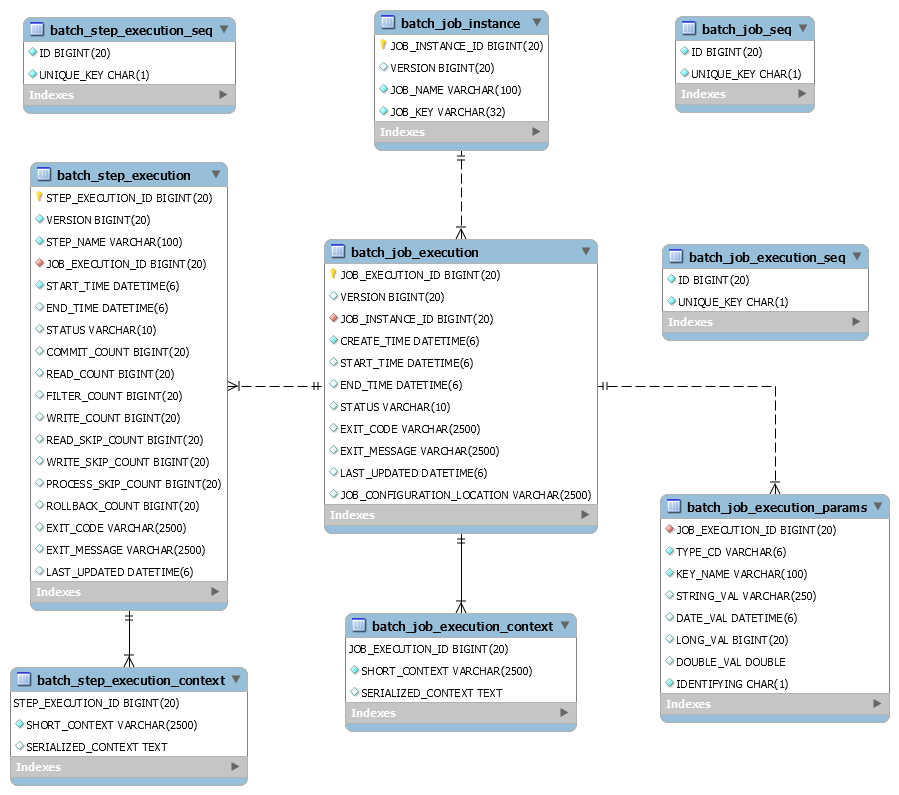 batch_step_execution_seq
ID BIGINT(20)
UNIQUE_KEY CHAR(1)
Indexes
batch_job_instance
JOB_INSTANCE_ID BIGINT(20)
VERSION BIGINT(20)
JOB_NAME VARCHAR(100)
JOB_KEY VARCHAR(32)
Indexes
batch_job_seq
ID BIGINT(20)
UNIQUE_KEY CHAR(1)
Indexes
batch_step_execution
STEP_EXECUTION_ID BIGINT(20)
VERSION BIGINT(20)
STEP_NAME VARCHAR(100)
JOB_EXECUTION_ID BIGINT(20)
START_TIME DATETIME(6)
END_TIME DATETIME(6)
STATUS VARCHAR(10)
COMMIT_COUNT BIGINT(20)
READ_COUNT BIGINT(20)
FILTER_COUNT BIGINT(20)
WRITE_COUNT BIGINT(20)
READ_SKIP_COUNT BIGINT(20)
WRITE_SKIP_COUNT BIGINT(20)
PROCESS_SKIP_COUNT BIGINT(20)
ROLLBACK_COUNT BIGINT(20)
EXIT_CODE VARCHAR(2500)
EXIT_MESSAGE VARCHAR(2500)
LAST_UPDATED DATETIME(6)
Indexes
batch_job_execution
JOB_EXECUTION_ID BIGINT(20)
VERSION BIGINT(20)
JOB_INSTANCE_ID BIGINT(20)
CREATE_TIME DATETIME(6)
START_TIME DATETIME(6)
END_TIME DATETIME(6)
STATUS VARCHAR(10)
EXIT_CODE VARCHAR(2500)
EXIT_MESSAGE VARCHAR(2500)
LAST_UPDATED DATETIME(6)
JOB_CONFIGURATION_LOCATION VARCHAR(2500)
Indexes
batch_job_execution_seq
ID BIGINT(20)
UNIQUE_KEY CHAR(1)
Indexes
batch_job_execution_params
JOB_EXECUTION_ID BIGINT(20)
TYPE_CD VARCHAR(6)
KEY_NAME VARCHAR(100)
STRING_VAL VARCHAR(250)
DATE_VAL DATETIME(6)
LONG_VAL BIGINT(20)
DOUBLE_VAL DOUBLE
IDENTIFYING CHAR(1)
Indexes
batch_job_execution_context
JOB_EXECUTION_ID BIGINT(20)
SHORT_CONTEXT VARCHAR(2500)
SERIALIZED_CONTEXT TEXT
Indexes
batch_step_execution_context
STEP_EXECUTION_ID BIGINT(20)
SHORT_CONTEXT VARCHAR(2500)
SERIALIZED_CONTEXT TEXT
Indexes